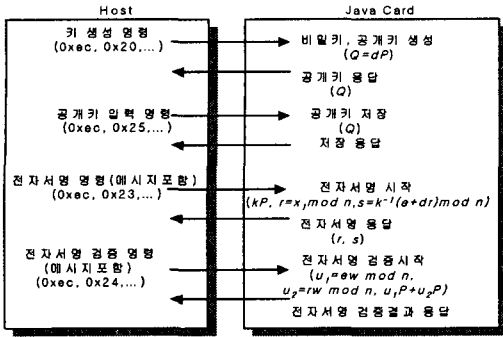 Host
Java Card
키 생성 명령
(0xec, 0x20,...)
비밀키, 공개키 생성
(Q=dP)
공개키 응답
(Q)
공개키 입력 명령
(0xec, 0x25,...)
공개키 저장
(Q)
저장 응답
전자서명 명령(메시지포함)
(0xec, 0x23,...)
전자서명 시작
(kP, r=x₁mod n,s=k⁻¹(e+dr)mod n)
전자서명 응답
(r, s)
전자서명 검증 명령
(메시지포함)
(0xec, 0x24,...)
전자서명 검증시작
(u₁=ew mod n,
u₂=rw mod n, u₁P+u₂P)
전자서명 검증결과 응답